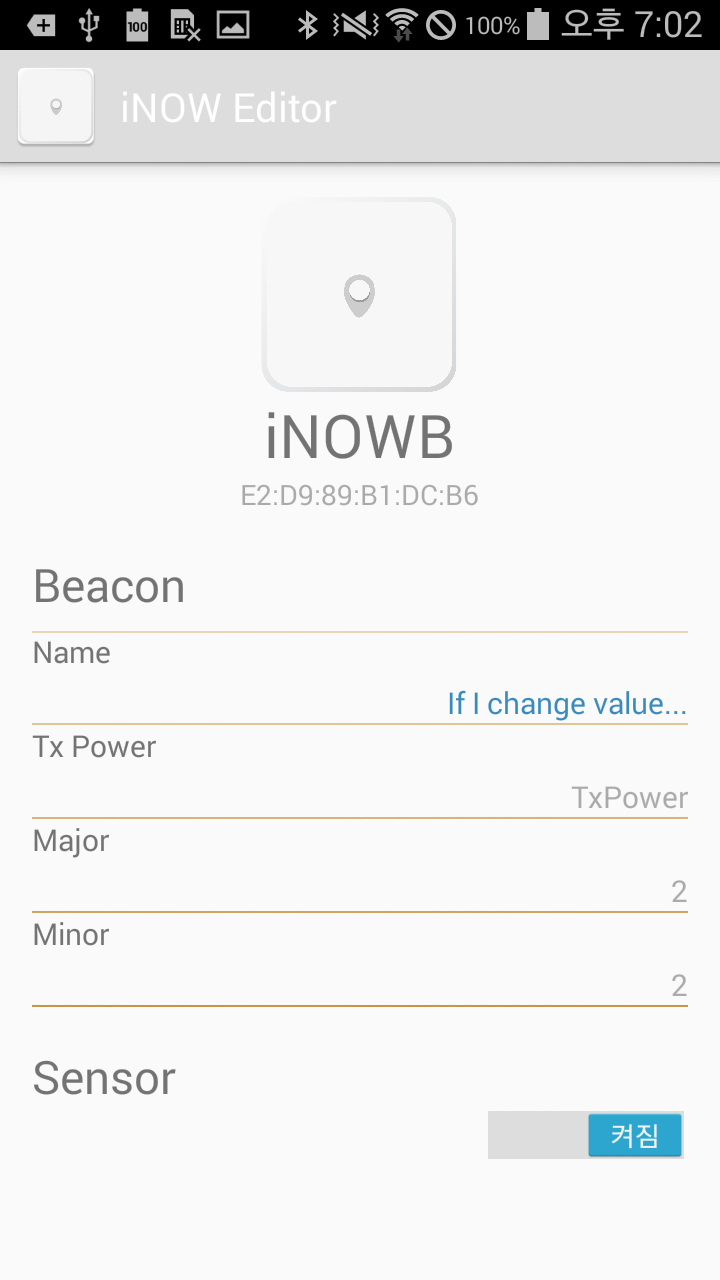 100 100% 오후 7:02
iNOW Editor
iNOWB
E2:D9:89:B1:DC:B6
Beacon
Name
If I change value...
Tx Power
TxPower
Major
2
Minor
2
Sensor
켜짐